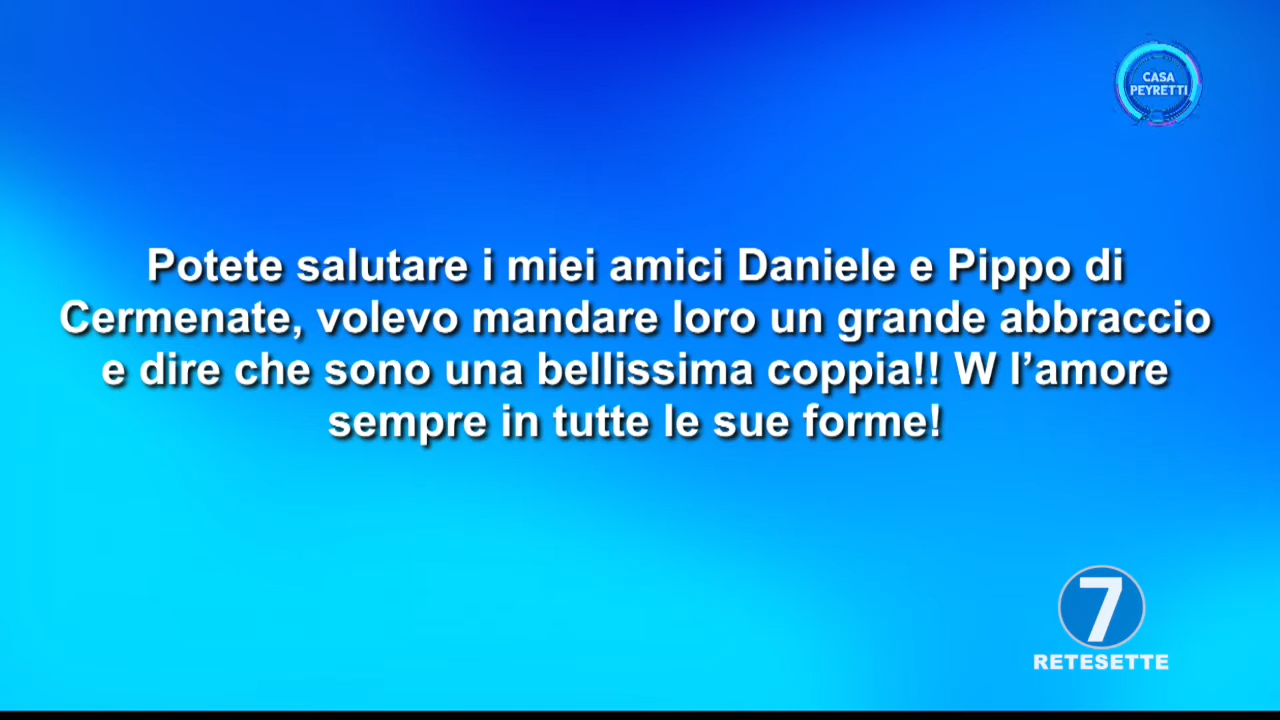 CASA
PEYRETTI
Potete salutare i miei amici Daniele e Pippo di
Cermenate, volevo mandare loro un grande abbraccio
e dire che sono una bellissima coppia!! W l’amore
sempre in tutte le sue forme!
7
RETESETTE